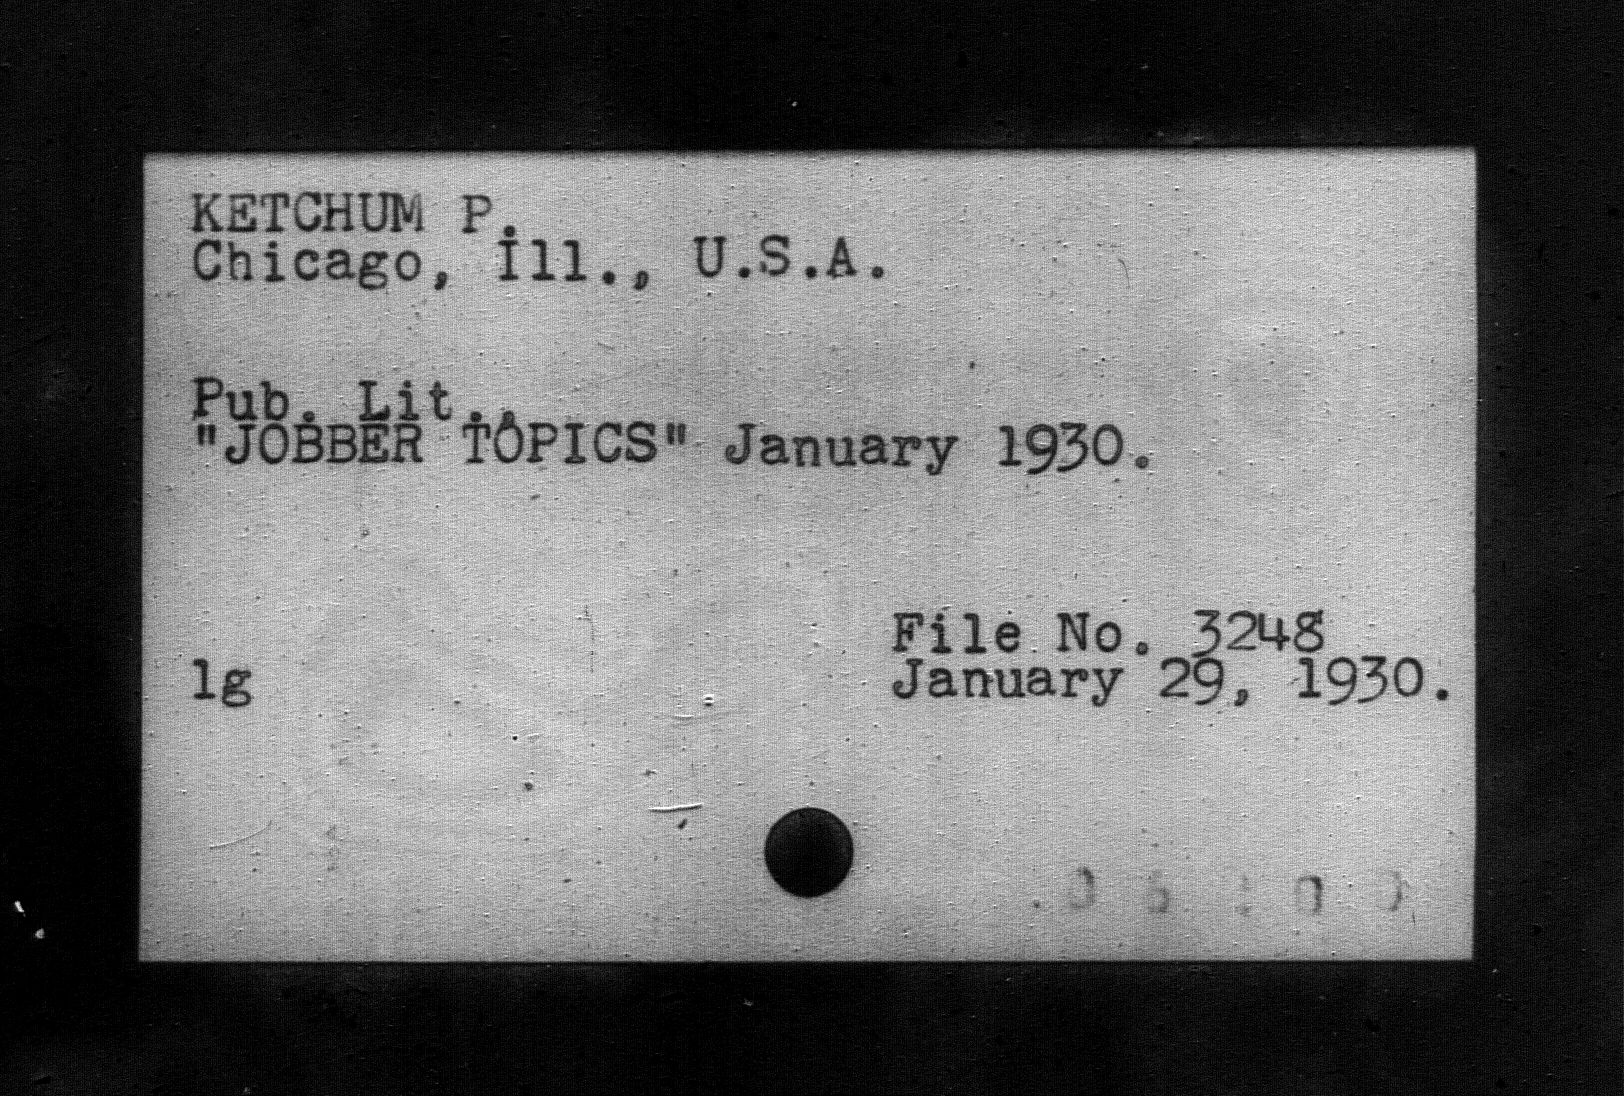 KETCHUM P.
Chicago, Ill., U.S.A.
Pub. Lit.
"JOBBER TOPICS" January 1930.
File No. 3248
lg January 29, 1930.